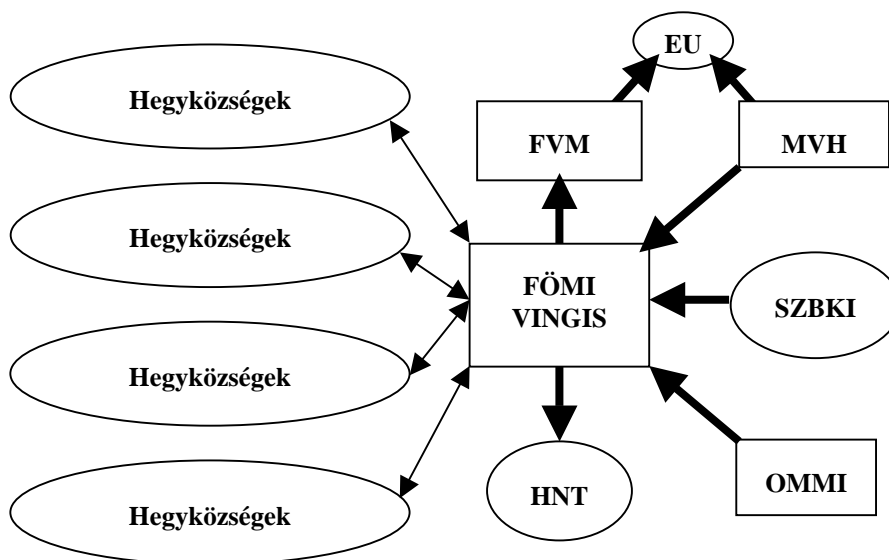 EU
Hegyközségek
FVM
MVH
Hegyközségek
FÖMI
VINGIS
SZBKI
Hegyközségek
HNT
OMMI
Hegyközségek